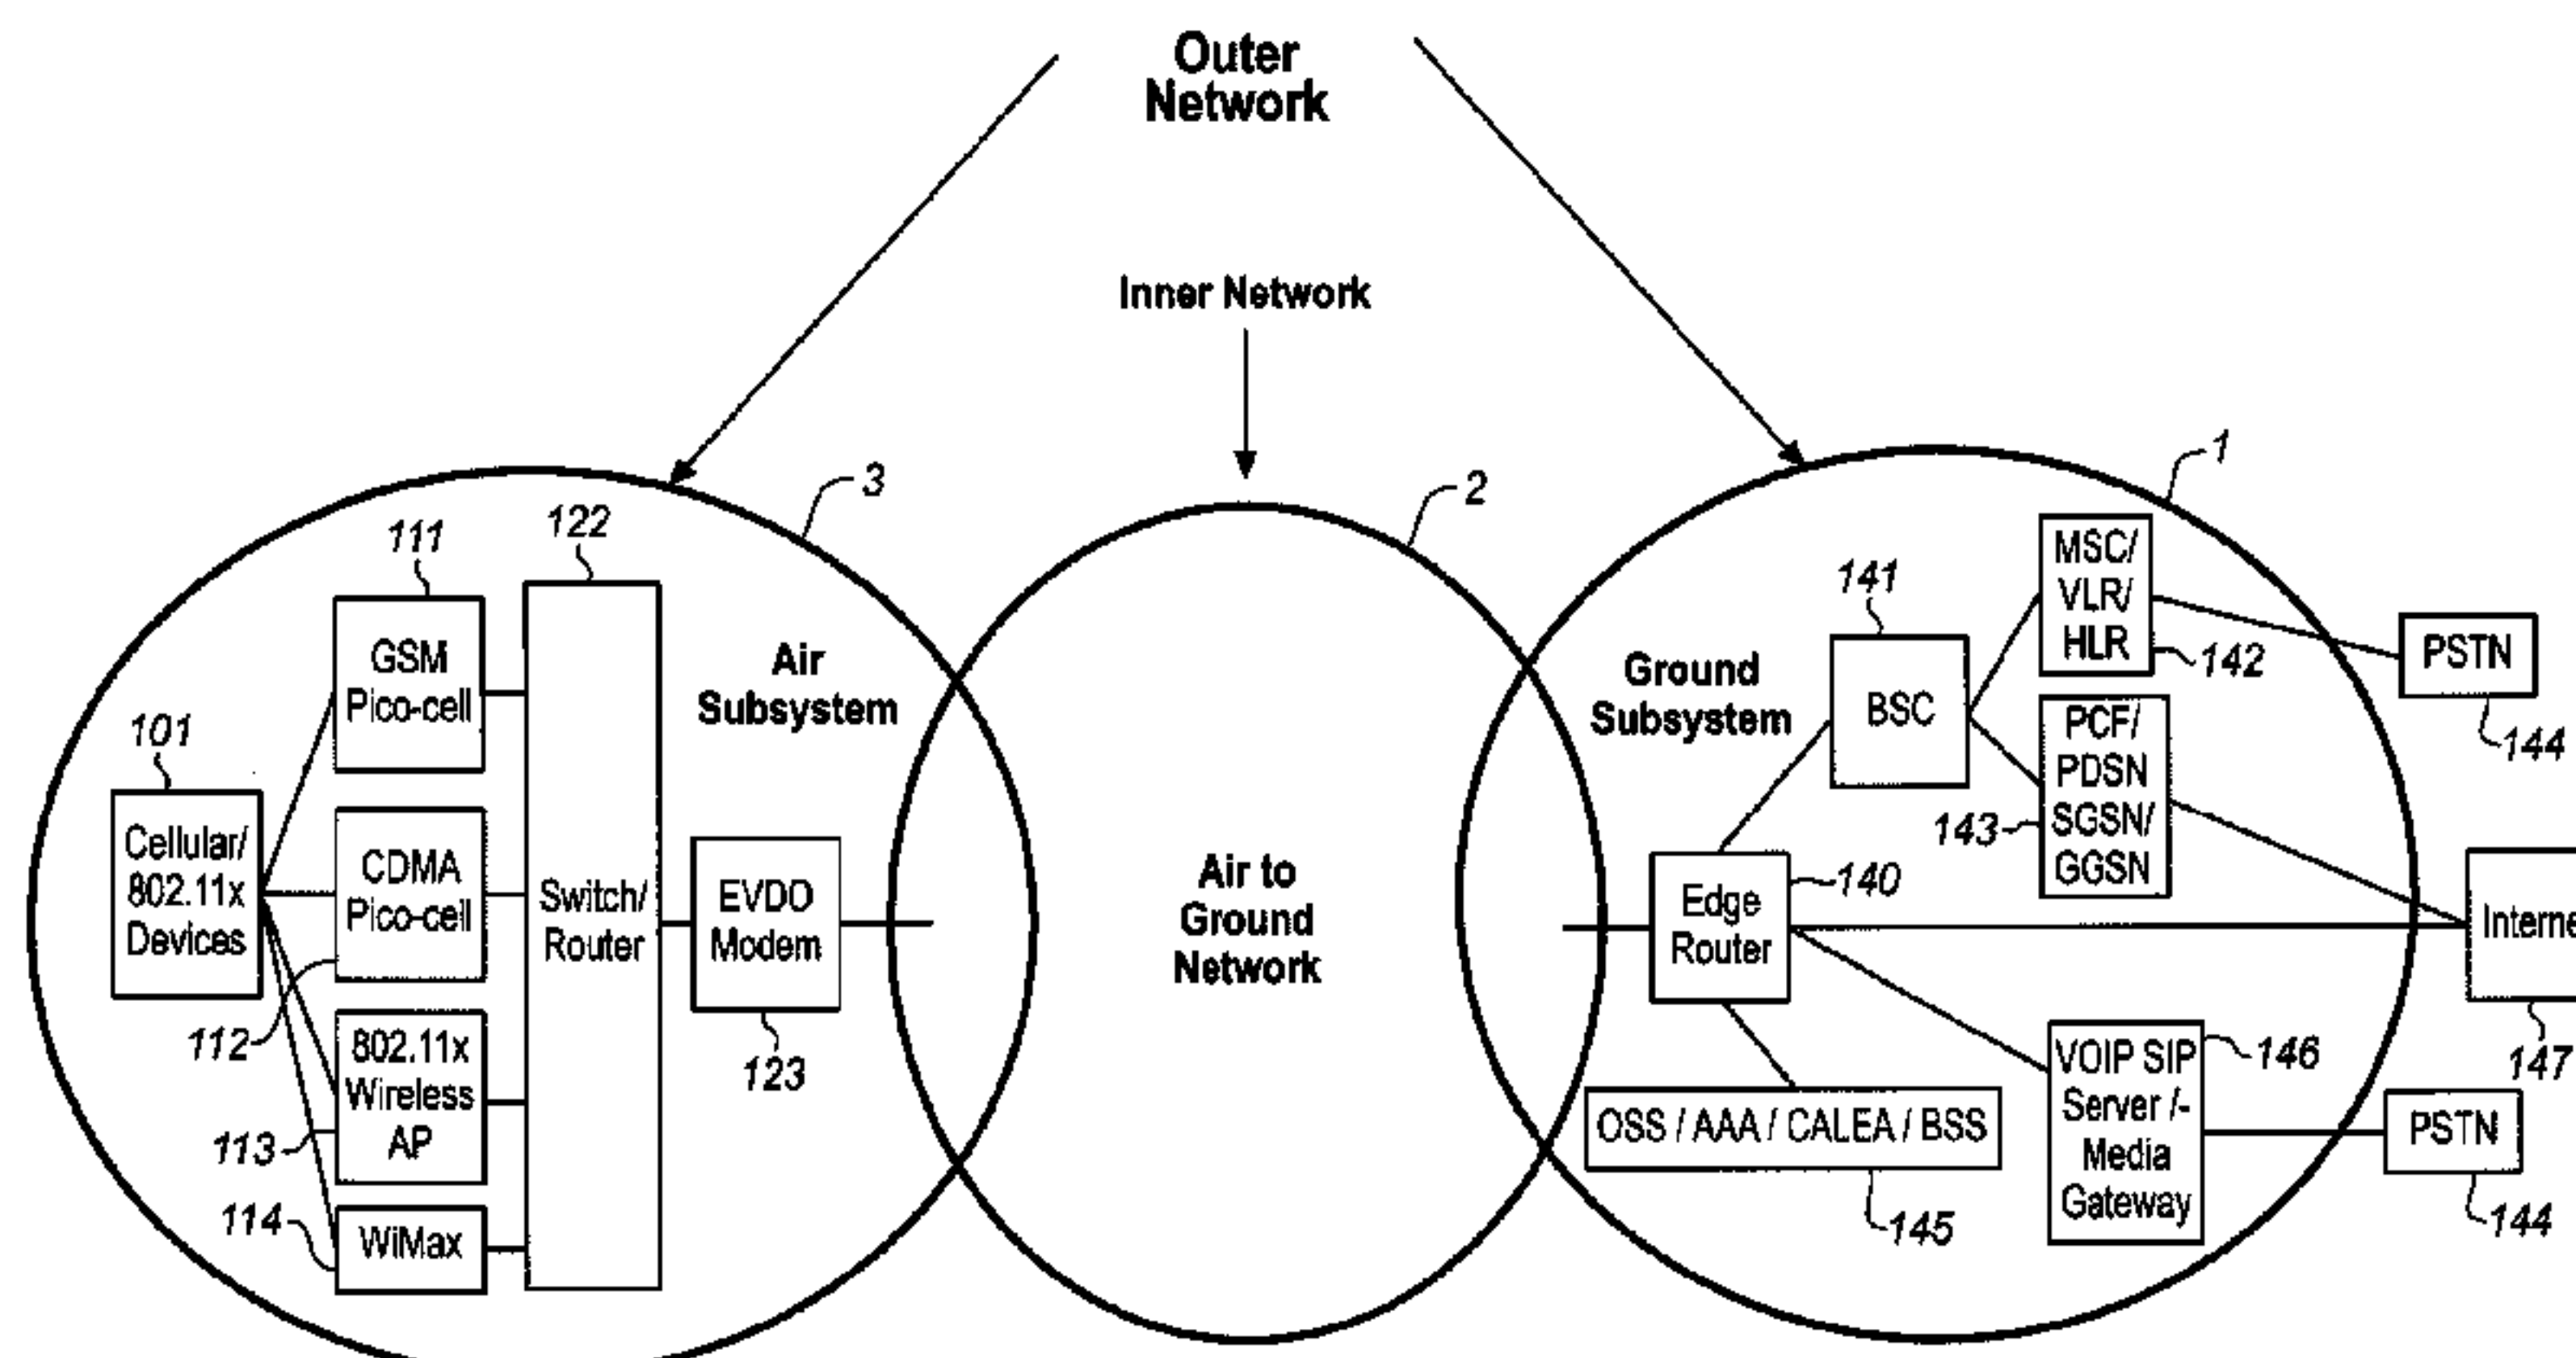 Outer
Network
Inner Network
3
2
1
122
111
GSM
Pico-cell
101
Cellular/
802.11x
Devices
CDMA
Pico-cell
112
802.11x
Wireless
AP
113
114
WiMax
Switch/
Router
Air
Subsystem
EVDO
Modem
123
Air to
Ground
Network
Ground
Subsystem
141
BSC
MSC/
VLR/
HLR
142
PSTN
144
PCF/
PDSN
SGSN/
GGSN
143
Edge
Router
140
Interne
147
OSS / AAA / CALEA / BSS
145
VOIP SIP
Server /-
Media
Gateway
146
PSTN
144